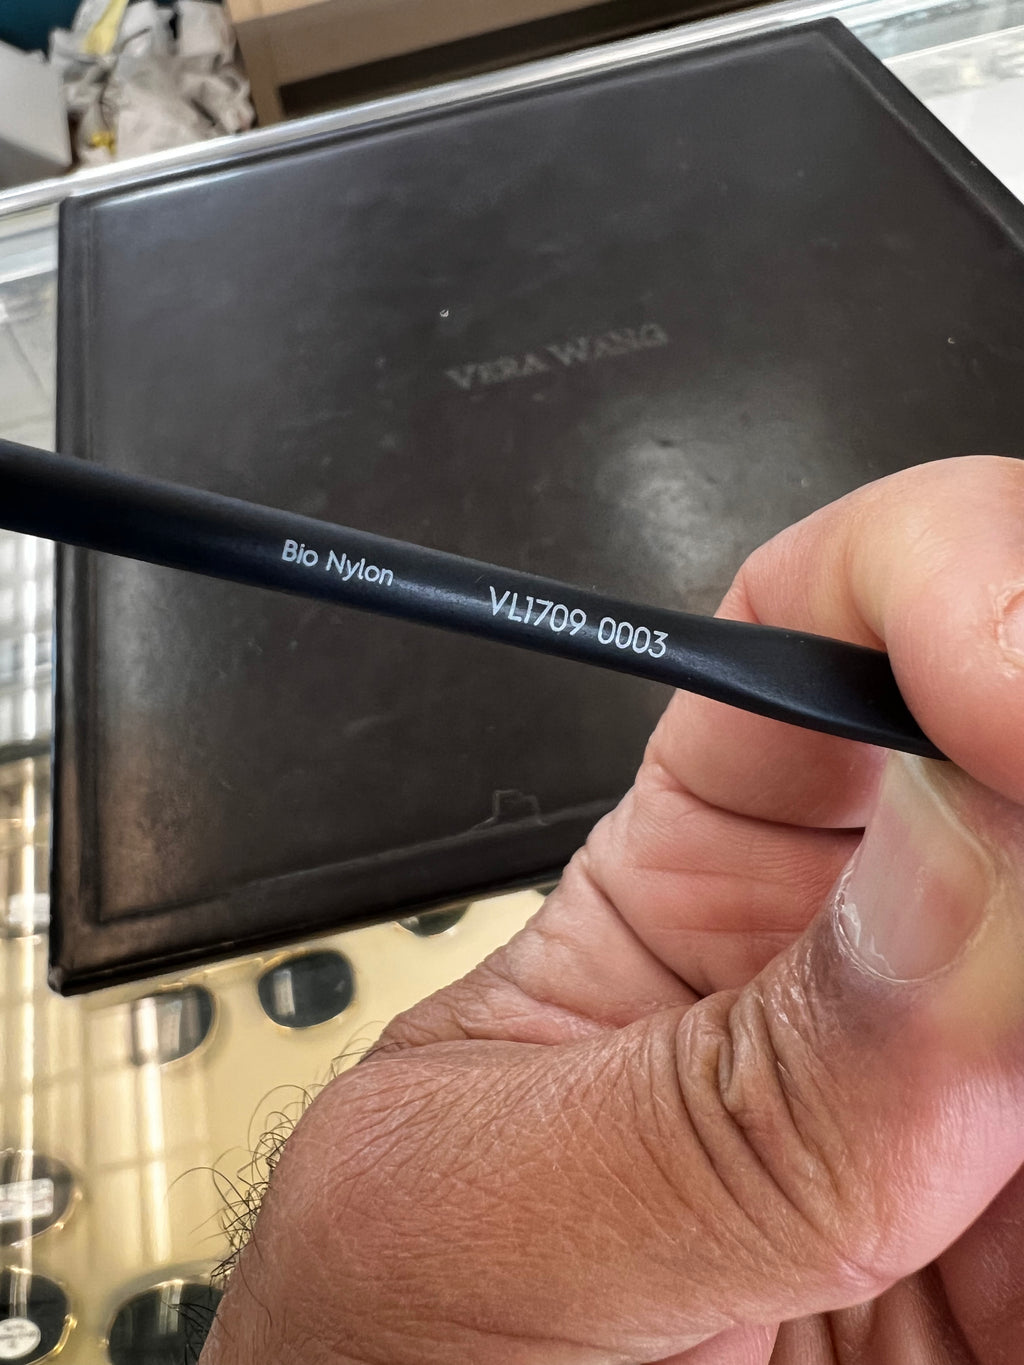 VERA WANG
Bio Nylon VL1709 0003